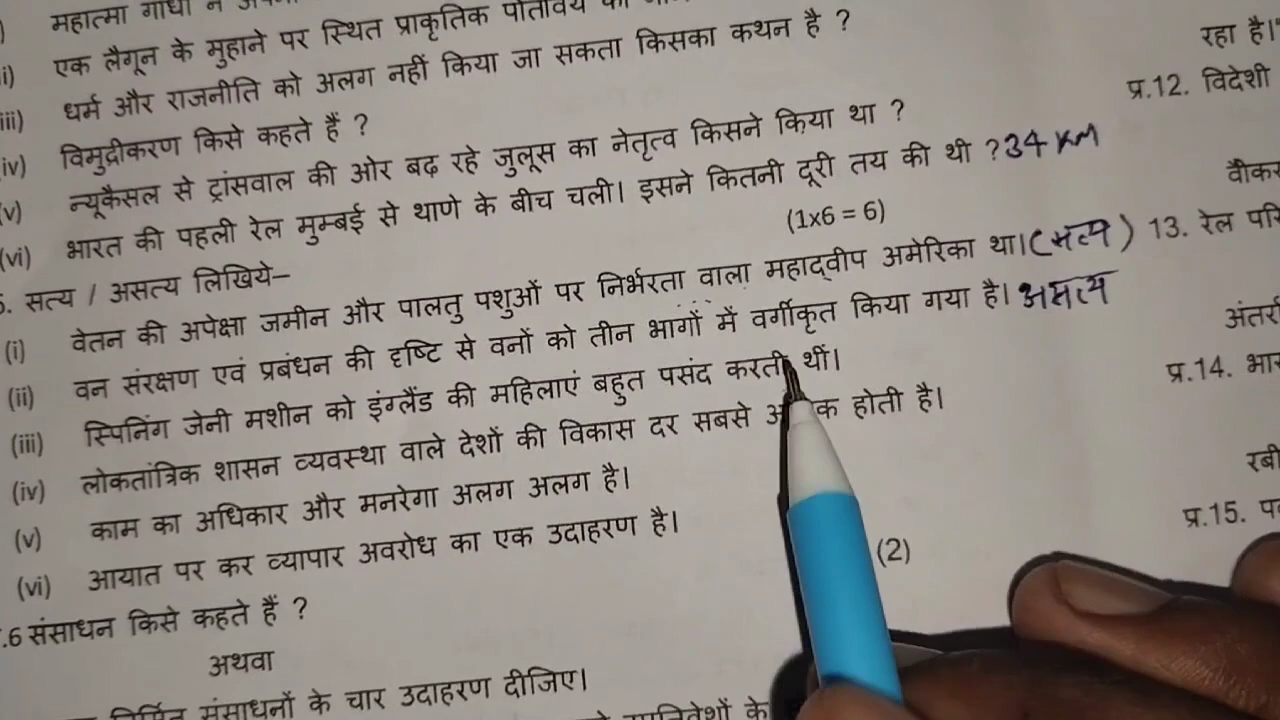 महात्मा गांधी ने
ii) एक लैगून के मुहाने पर स्थित प्राकृतिक पोताश्रय का
iii) धर्म और राजनीति को अलग नहीं किया जा सकता किसका कथन है ?
iv) विमुद्रीकरण किसे कहते हैं ?
v) न्यूकैसल से ट्रांसवाल की ओर बढ़ रहे जुलूस का नेतृत्व किसने किया था ?
(vi) भारत की पहली रेल मुम्बई से थाणे के बीच चली। इसने कितनी दूरी तय की थी ? 34 KM
(1x6 = 6)
5. सत्य / असत्य लिखिये–
(i) वेतन की अपेक्षा जमीन और पालतु पशुओं पर निर्भरता वाला महाद्वीप अमेरिका था। (सत्य)
(ii) वन संरक्षण एवं प्रबंधन की दृष्टि से वनों को तीन भागों में वर्गीकृत किया गया है। असत्य
(iii) स्पिनिंग जेनी मशीन को इंग्लैंड की महिलाएं बहुत पसंद करती थीं।
(iv) लोकतांत्रिक शासन व्यवस्था वाले देशों की विकास दर सबसे होती है।
(v) काम का अधिकार और मनरेगा अलग अलग है।
(vi) आयात पर कर व्यापार अवरोध का एक उदाहरण है।
.6 संसाधन किसे कहते हैं ?
(2)
अथवा
निर्मित संसाधनों के चार उदाहरण दीजिए।
उपनिवेशों के
रहा है।
प्र.12. विदेशी
13. रेल
प्र.14.
प्र.15.